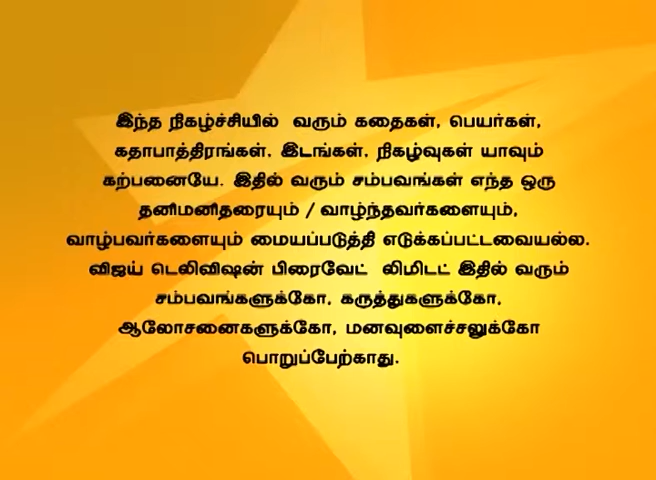 இந்த நிகழ்ச்சியில் வரும் கதைகள், பெயர்கள்,
கதாபாத்திரங்கள், இடங்கள், நிகழ்வுகள் யாவும்
கற்பனையே. இதில் வரும் சம்பவங்கள் எந்த ஒரு
தனிமனிதரையும் / வாழ்ந்தவர்களையும்,
வாழ்பவர்களையும் மையப்படுத்தி எடுக்கப்பட்டவையல்ல.
விஜய் டெலிவிஷன் பிரைவேட் லிமிடட் இதில் வரும்
சம்பவங்களுக்கோ, கருத்துகளுக்கோ,
ஆலோசனைகளுக்கோ, மனவுளைச்சலுக்கோ
பொறுப்பேற்காது.